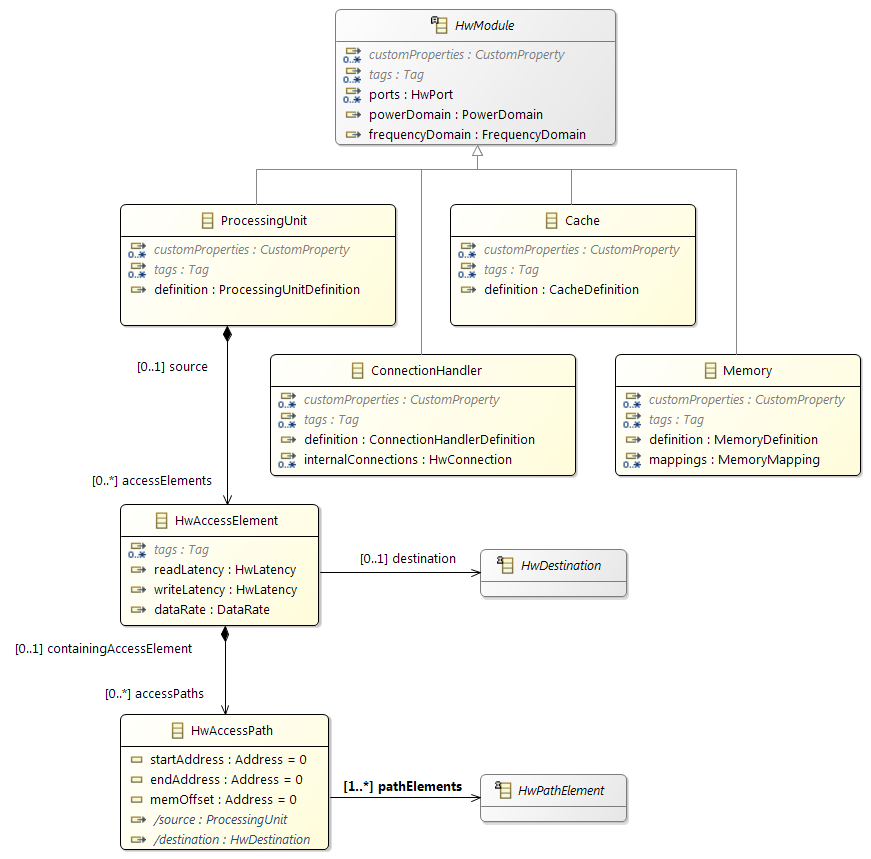 HwModule
0..* customProperties : CustomProperty
0..* tags : Tag
0..* ports : HwPort
powerDomain : PowerDomain
frequencyDomain : FrequencyDomain
ProcessingUnit
0..* customProperties : CustomProperty
0..* tags : Tag
definition : ProcessingUnitDefinition
Cache
0..* customProperties : CustomProperty
0..* tags : Tag
definition : CacheDefinition
[0..1] source
ConnectionHandler
0..* customProperties : CustomProperty
0..* tags : Tag
definition : ConnectionHandlerDefinition
0..* internalConnections : HwConnection
Memory
0..* customProperties : CustomProperty
0..* tags : Tag
definition : MemoryDefinition
0..* mappings : MemoryMapping
[0..*] accessElements
HwAccessElement
0..* tags : Tag
readLatency : HwLatency
writeLatency : HwLatency
dataRate : DataRate
[0..1] destination
HwDestination
[0..1] containingAccessElement
[0..*] accessPaths
HwAccessPath
startAddress : Address = 0
endAddress : Address = 0
memOffset : Address = 0
/source : ProcessingUnit
/destination : HwDestination
[1..*] pathElements
HwPathElement